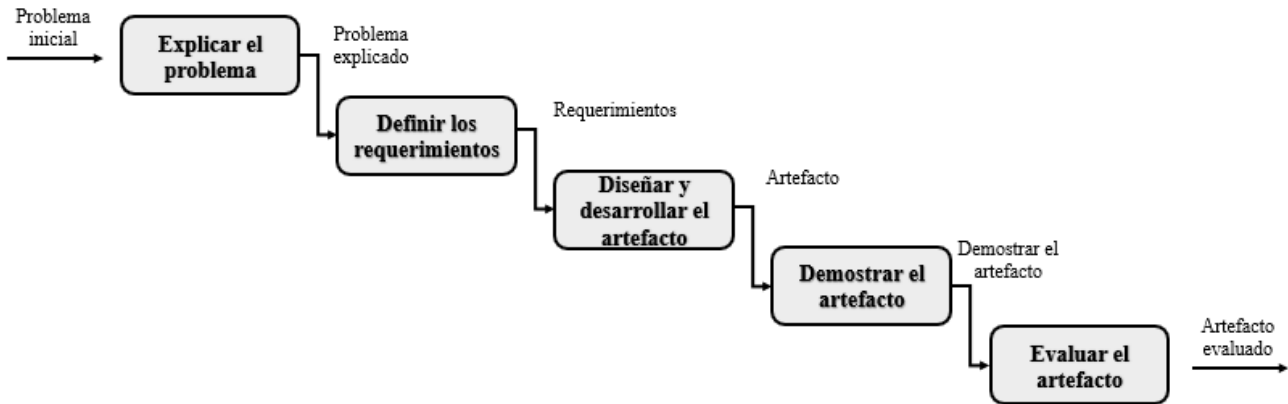 Problema
inicial
Explicar el
problema
Problema
explicado
Definir los
requerimientos
Requerimientos
Diseñar y
desarrollar el
artefacto
Artefacto
Demostrar el
artefacto
Demostrar el
artefacto
Evaluar el
artefacto
Artefacto
evaluado